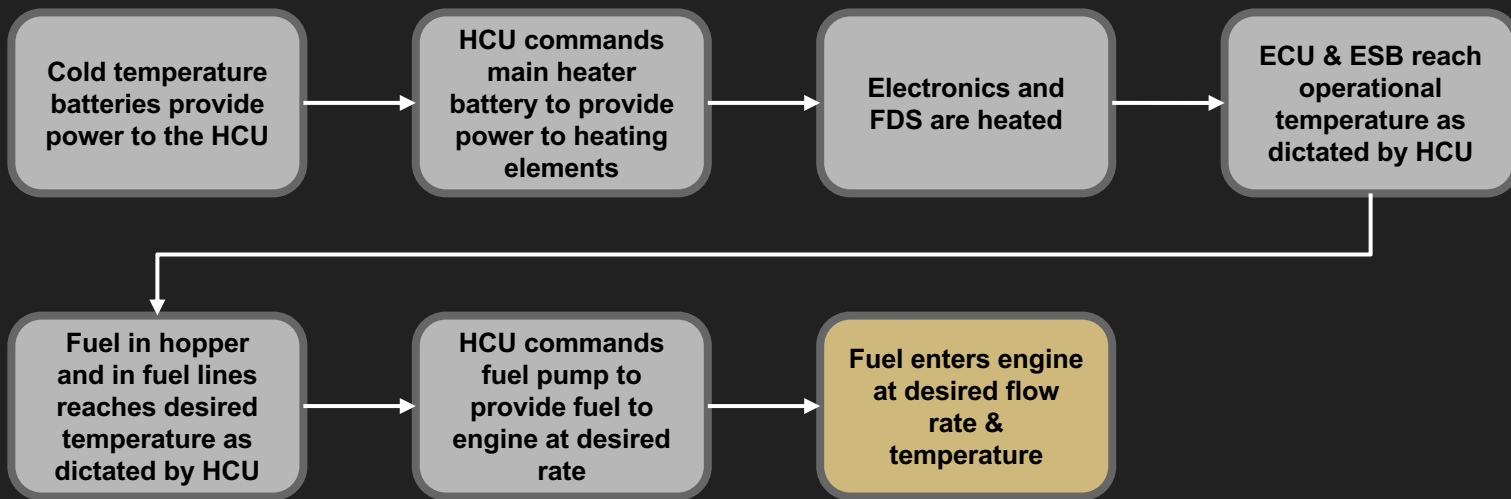 Cold temperature
batteries provide
power to the HCU
HCU commands
main heater
battery to provide
power to heating
elements
Electronics and
FDS are heated
ECU & ESB reach
operational
temperature as
dictated by HCU
Fuel in hopper
and in fuel lines
reaches desired
temperature as
dictated by HCU
HCU commands
fuel pump to
provide fuel to
engine at desired
rate
Fuel enters engine
at desired flow
rate &
temperature